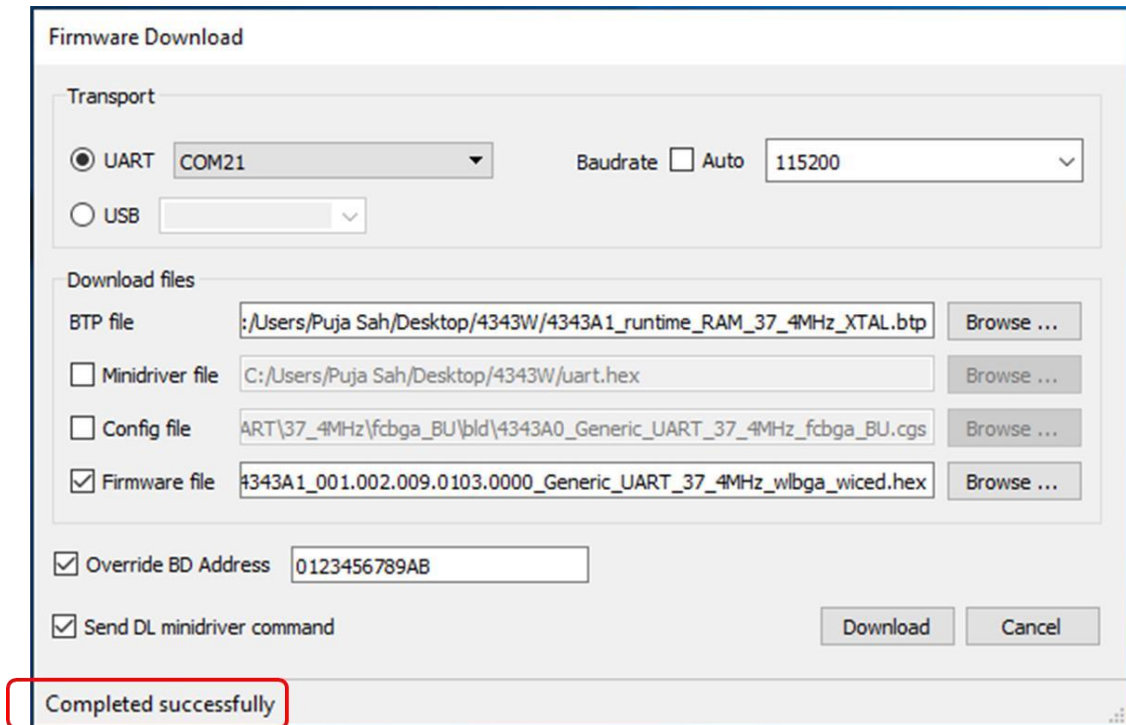 Firmware Download
Transport
UART COM21 Baudrate Auto 115200
USB
Download files
BTP file :/Users/Puja Sah/Desktop/4343W/4343A1_runtime_RAM_37_4MHz_XTAL.btp Browse ...
Minidriver file C:/Users/Puja Sah/Desktop/4343W/uart.hex Browse ...
Config file ART\37_4MHz\fcbga_BU\bld\4343A0_Generic_UART_37_4MHz_fcbga_BU.cgs Browse ...
Firmware file 4343A1_001.002.009.0103.0000_Generic_UART_37_4MHz_wlbga_wiced.hex Browse ...
Override BD Address 0123456789AB
Send DL minidriver command Download Cancel
Completed successfully